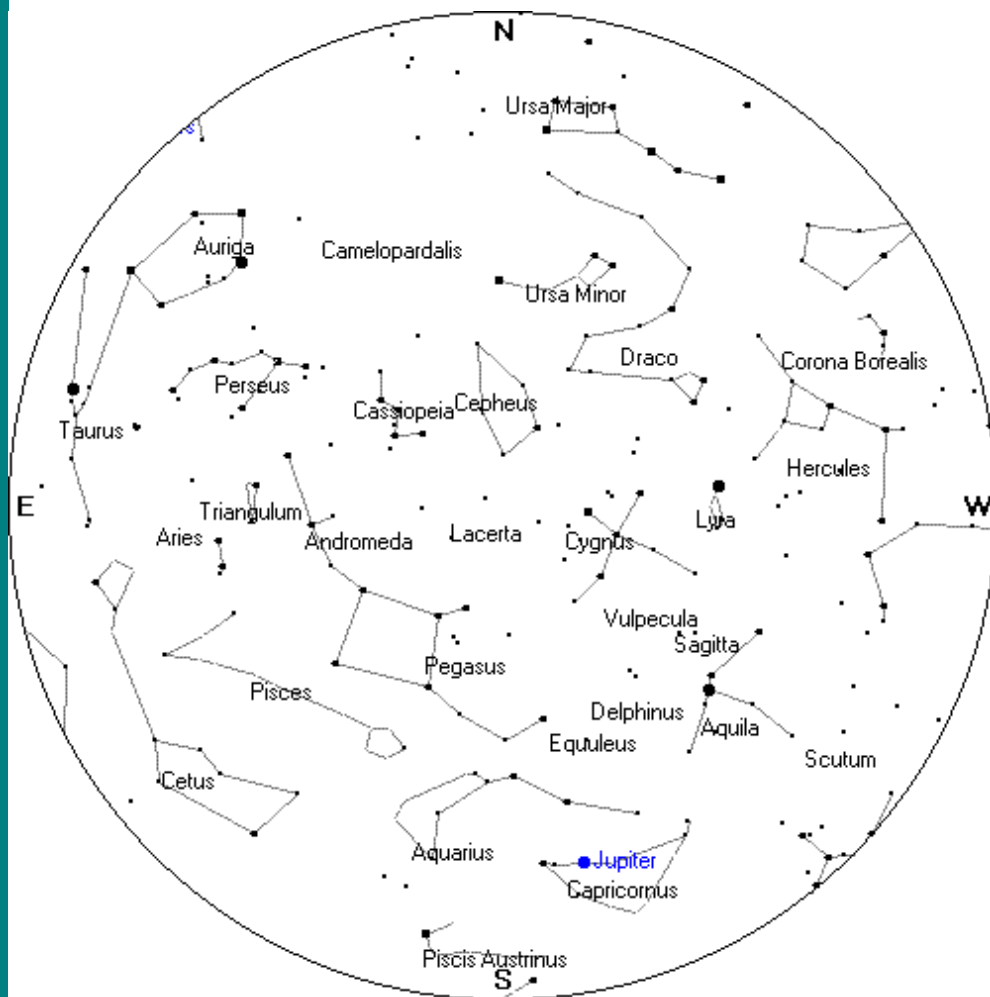 N
Ursa Major
Auriga
Camelopardalis
Ursa Minor
Draco
Corona Borealis
Perseus
Cassiopeia
Cepheus
Taurus
Hercules
E
Triangulum
Andromeda
Lacerta
Cygnus
Lyra
W
Aries
Vulpecula
Sagitta
Pegasus
Pisces
Delphinus
Aquila
Equuleus
Scutum
Cetus
Aquarius
Jupiter
Capricornus
Piscis Austrinus
S